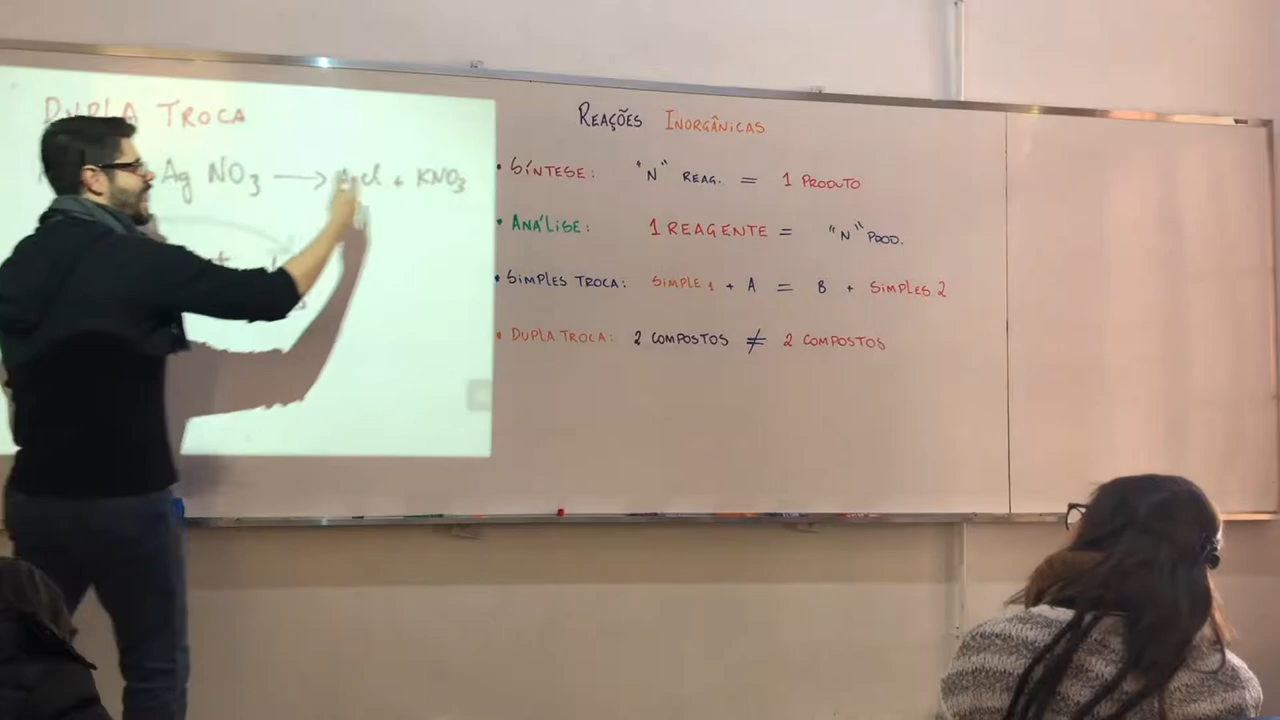 DUPLA TROCA
Ag NO3 → AgCl + KNO3
REAÇÕES INORGÂNICAS
• SÍNTESE: "N" REAG. = 1 PRODUTO
• ANÁLISE: 1 REAGENTE = "N" PROD.
• SIMPLES TROCA: SIMPLE 1 + A = B + SIMPLES 2
• DUPLA TROCA: 2 COMPOSTOS ≠ 2 COMPOSTOS